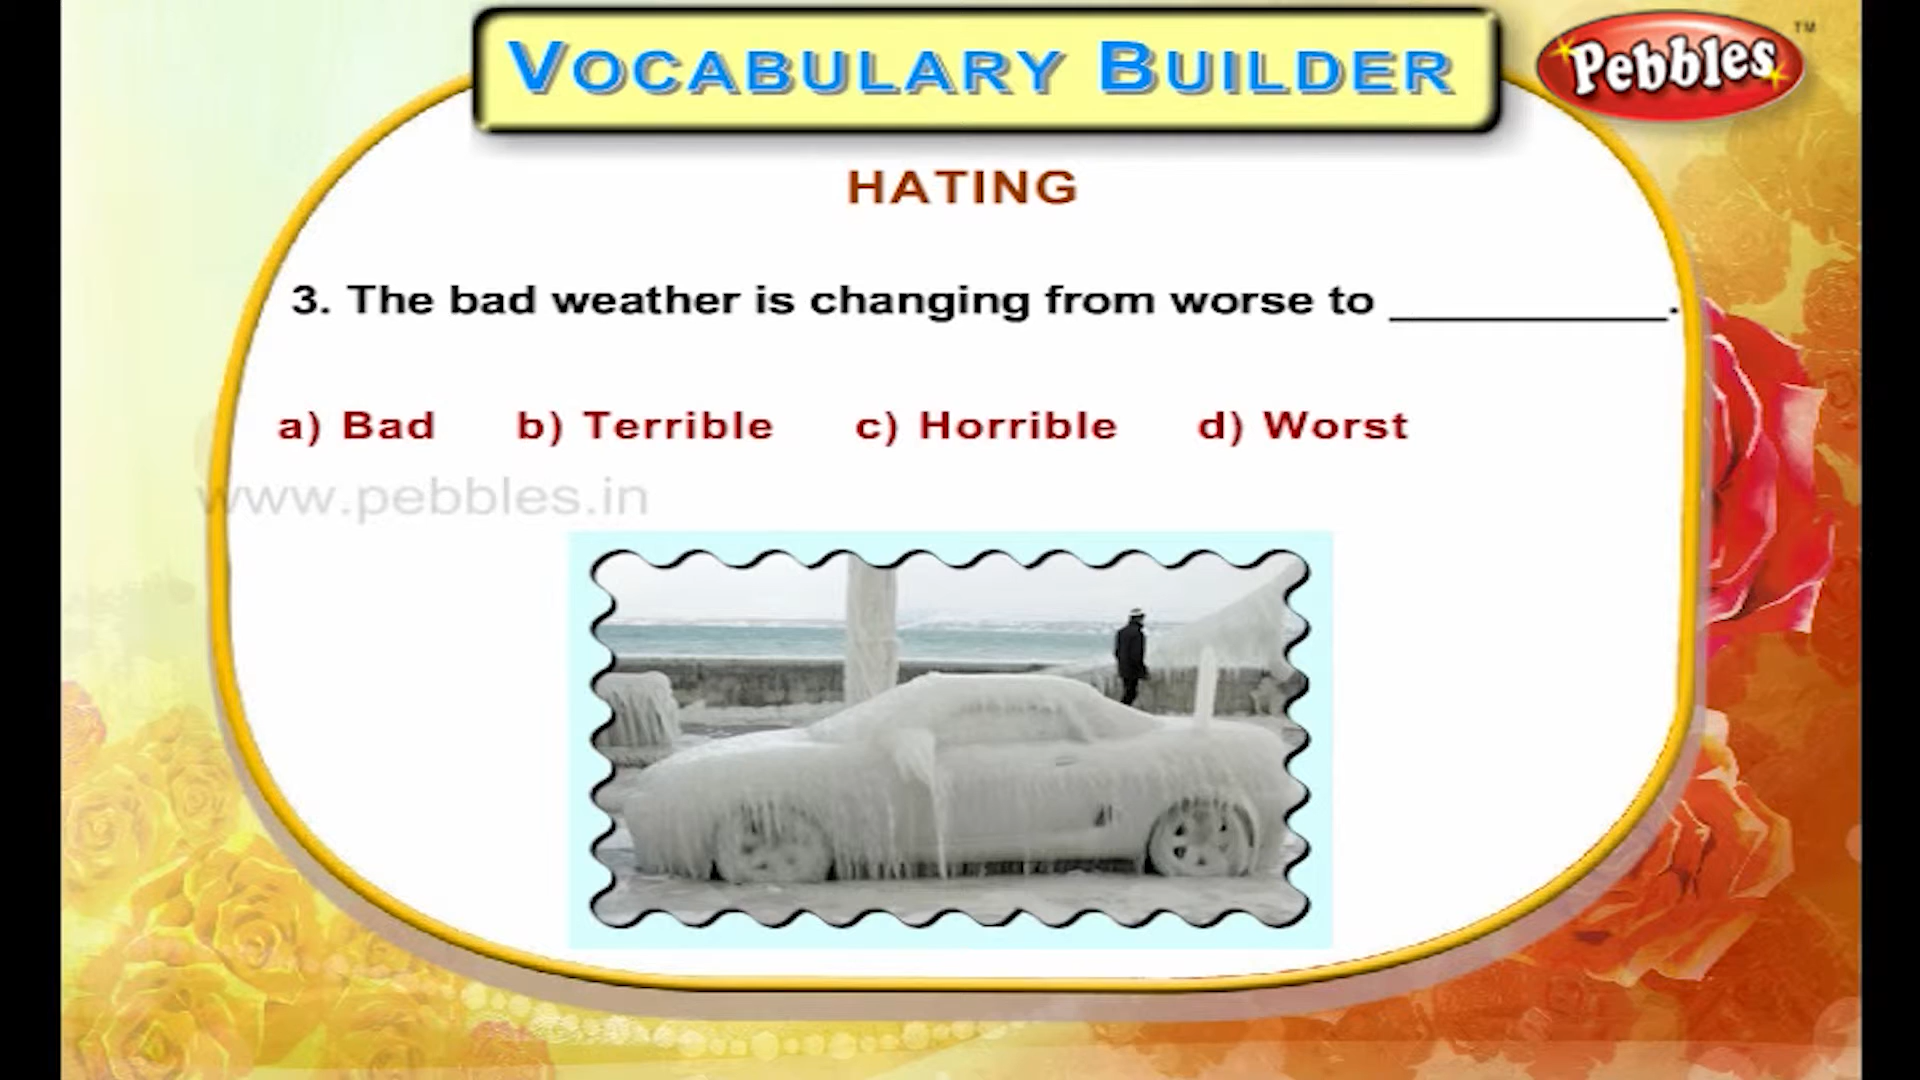 VOCABULARY BUILDER
Pebbles TM
HATING
3. The bad weather is changing from worse to ___________.
a) Bad b) Terrible c) Horrible d) Worst
www.pebbles.in